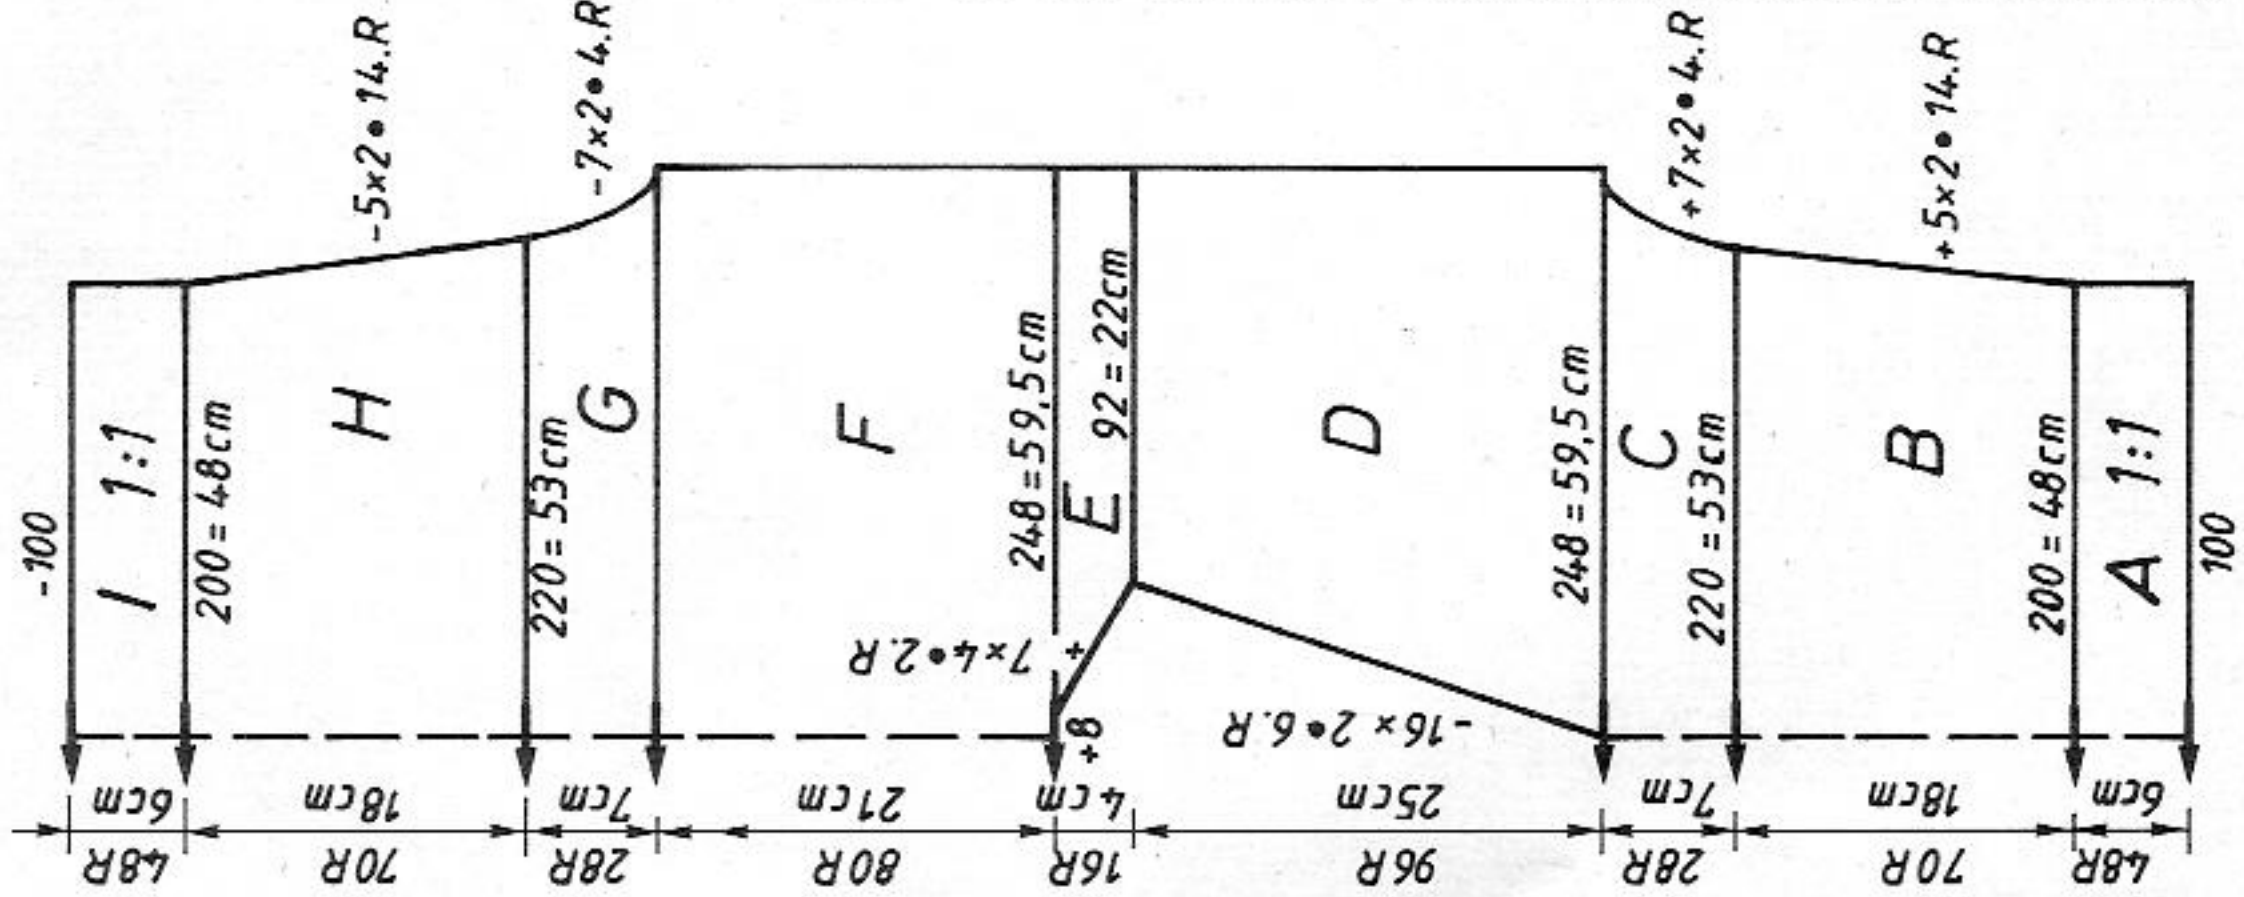 -100
I 1:1
200 = 48cm
-5×2•14.R
H
220 = 53cm
-7×2•4.R
G
F
248 = 59,5cm
7×4•2.R
+
+8
E
92 = 22cm
D
-16×2•6.R
248 = 59,5cm
C
+7×2•4.R
220 = 53cm
B
+5×2•14.R
200 = 48cm
A 1:1
100
6cm
18cm
7cm
21cm
4cm
25cm
7cm
18cm
6cm
48R
70R
28R
80R
16R
96R
28R
70R
48R